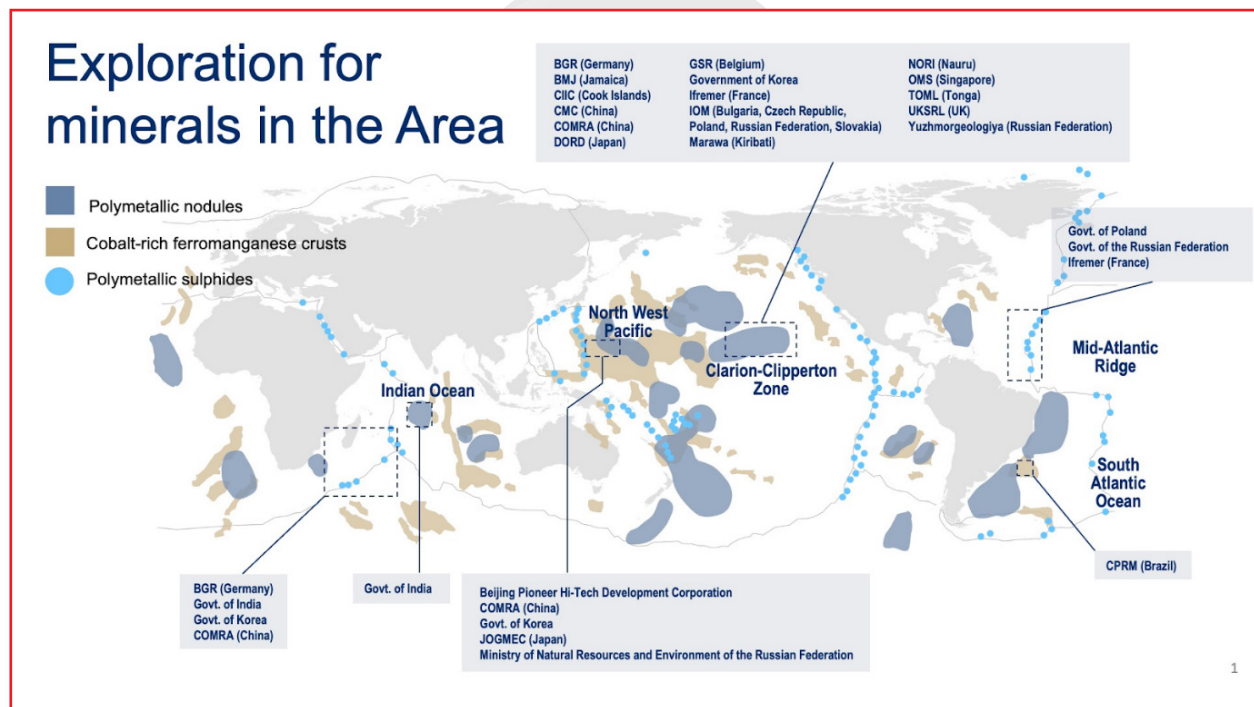 Exploration for
minerals in the Area
Polymetallic nodules
Cobalt-rich ferromanganese crusts
Polymetallic sulphides
BGR (Germany)
BMJ (Jamaica)
CIIC (Cook Islands)
CMC (China)
COMRA (China)
DORD (Japan)
GSR (Belgium)
Government of Korea
Ifremer (France)
IOM (Bulgaria, Czech Republic,
Poland, Russian Federation, Slovakia)
Marawa (Kiribati)
NORI (Nauru)
OMS (Singapore)
TOML (Tonga)
UKSRL (UK)
Yuzhmorgeologiya (Russian Federation)
Govt. of Poland
Govt. of the Russian Federation
Ifremer (France)
North West
Pacific
Clarion-Clipperton
Zone
Mid-Atlantic
Ridge
Indian Ocean
South
Atlantic
Ocean
BGR (Germany)
Govt. of India
Govt. of Korea
COMRA (China)
Govt. of India
Beijing Pioneer Hi-Tech Development Corporation
COMRA (China)
Govt. of Korea
JOGMEC (Japan)
Ministry of Natural Resources and Environment of the Russian Federation
CPRM (Brazil)
1